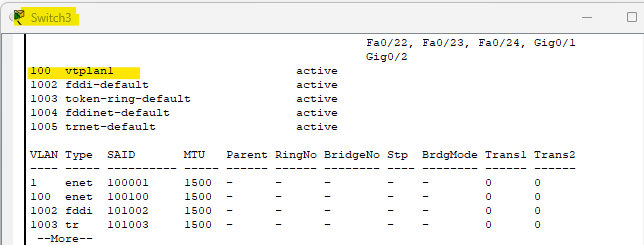 Switch3
Fa0/22, Fa0/23, Fa0/24, Gig0/1
Gig0/2
100 vtplan1 active
1002 fddi-default active
1003 token-ring-default active
1004 fddinet-default active
1005 trnet-default active
VLAN Type SAID MTU Parent RingNo BridgeNo Stp BrdgMode Trans1 Trans2
---- ----- ---------- ----- ------ ------ -------- ---- -------- ------ ------
1 enet 100001 1500 - - - - - 0 0
100 enet 100100 1500 - - - - - 0 0
1002 fddi 101002 1500 - - - - - 0 0
1003 tr 101003 1500 - - - - - 0 0
--More--